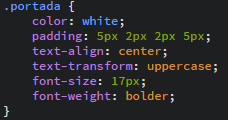 .portada {
    color: white;
    padding: 5px 2px 2px 5px;
    text-align: center;
    text-transform: uppercase;
    font-size: 17px;
    font-weight: bolder;
}